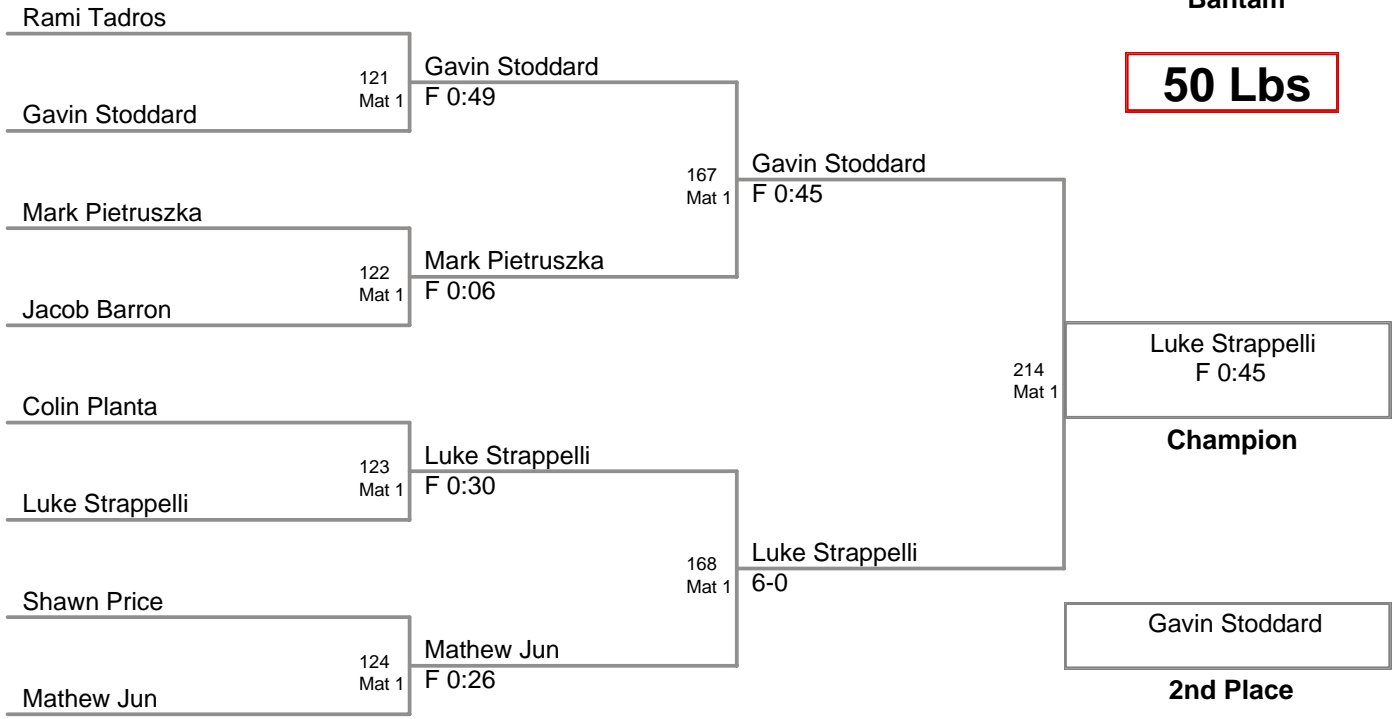 Bantam
50 Lbs
Rami Tadros
121
Mat 1
Gavin Stoddard
F 0:49
Gavin Stoddard
167
Mat 1
Gavin Stoddard
F 0:45
Mark Pietruszka
122
Mat 1
Mark Pietruszka
F 0:06
Jacob Barron
214
Mat 1
Luke Strappelli
F 0:45
Champion
Colin Planta
123
Mat 1
Luke Strappelli
F 0:30
Luke Strappelli
168
Mat 1
Luke Strappelli
6-0
Shawn Price
124
Mat 1
Mathew Jun
F 0:26
Mathew Jun
Gavin Stoddard
2nd Place